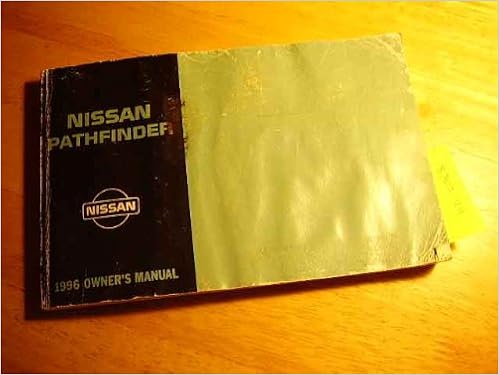 NISSAN
PATHFINDER
NISSAN
1996 OWNER'S MANUAL